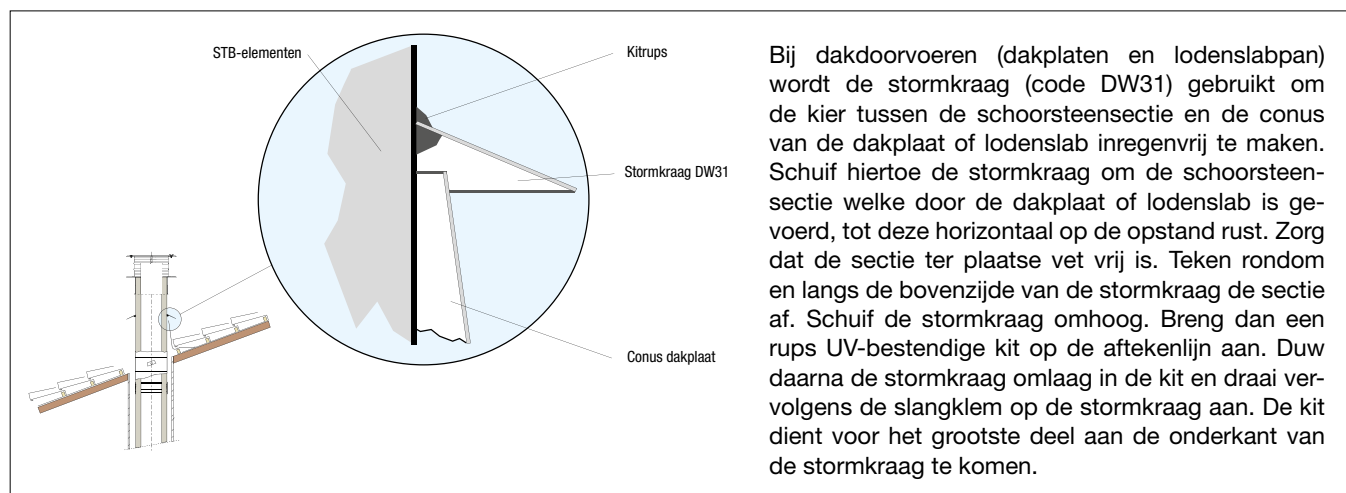 STB-elementen
Kitrups
Stormkraag DW31
Conus dakplaat
Bij dakdoorvoeren (dakplaten en lodenslabpan)
wordt de stormkraag (code DW31) gebruikt om
de kier tussen de schoorsteensectie en de conus
van de dakplaat of lodenslab inregenvrij te maken.
Schuif hiertoe de stormkraag om de schoorsteen-
sectie welke door de dakplaat of lodenslab is ge-
voerd, tot deze horizontaal op de opstand rust. Zorg
dat de sectie ter plaatse vet vrij is. Teken rondom
en langs de bovenzijde van de stormkraag de sectie
af. Schuif de stormkraag omhoog. Breng dan een
rups UV-bestendige kit op de aftekenlijn aan. Duw
daarna de stormkraag omlaag in de kit en draai ver-
volgens de slangklem op de stormkraag aan. De kit
dient voor het grootste deel aan de onderkant van
de stormkraag te komen.